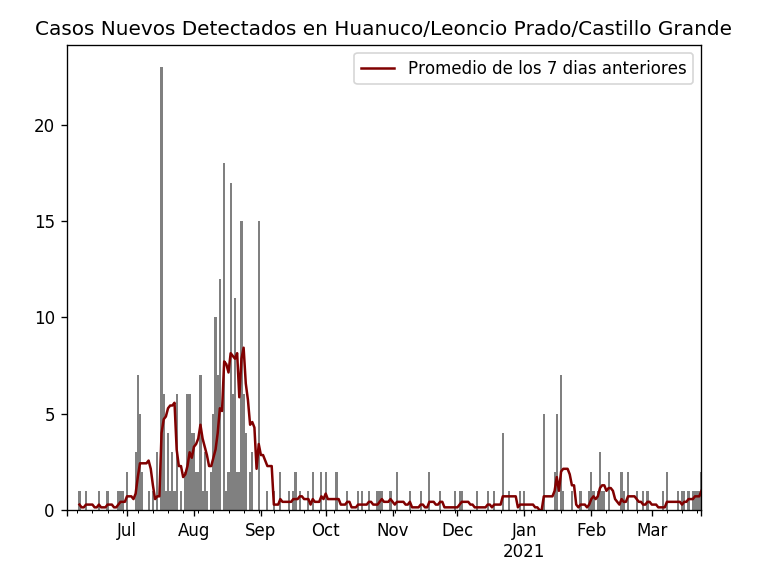 Casos Nuevos Detectados en Huanuco/Leoncio Prado/Castillo Grande
Promedio de los 7 dias anteriores
20
15
10
5
0
Jul Aug Sep Oct Nov Dec Jan Feb Mar
2021